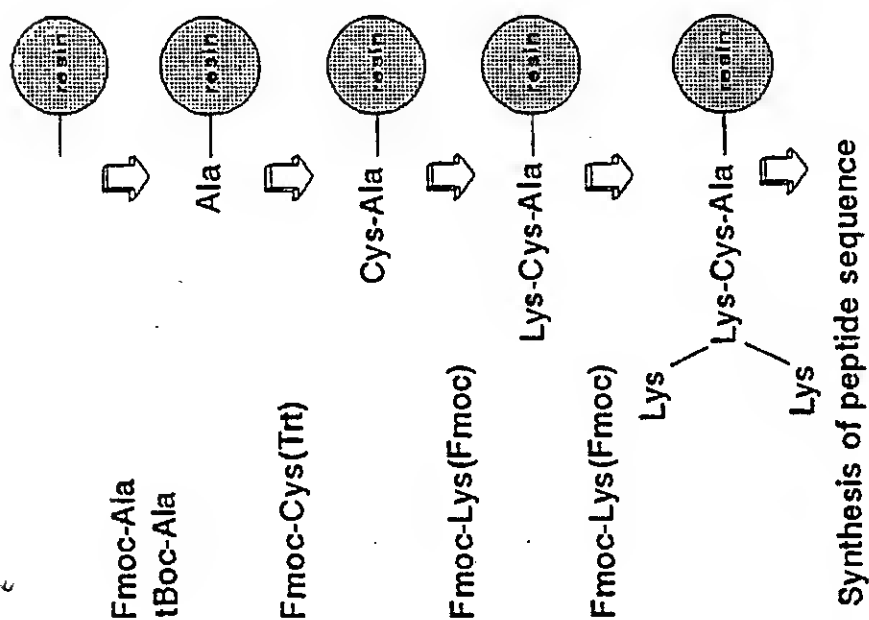 resin
Fmoc-Ala
tBoc-Ala
Ala
resin
Fmoc-Cys(Trt)
Cys-Ala
resin
Fmoc-Lys(Fmoc)
Lys-Cys-Ala
resin
Fmoc-Lys(Fmoc)
Lys
Lys-Cys-Ala
resin
Lys
Synthesis of peptide sequence